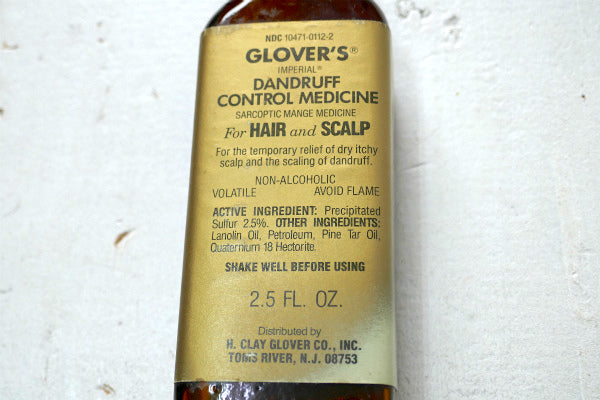 NDC 10471-0112-2
GLOVER'S®
IMPERIAL®
DANDRUFF
CONTROL MEDICINE
SARCOPTIC MANGE MEDICINE
For HAIR and SCALP
For the temporary relief of dry itchy
scalp and the scaling of dandruff.
NON-ALCOHOLIC
VOLATILE AVOID FLAME
ACTIVE INGREDIENT: Precipitated
Sulfur 2.5%. OTHER INGREDIENTS:
Lanolin Oil, Petroleum, Pine Tar Oil,
Quaternium 18 Hectorite.
SHAKE WELL BEFORE USING
2.5 FL. OZ.
Distributed by
H. CLAY GLOVER CO., INC.
TOMS RIVER, N.J. 08753